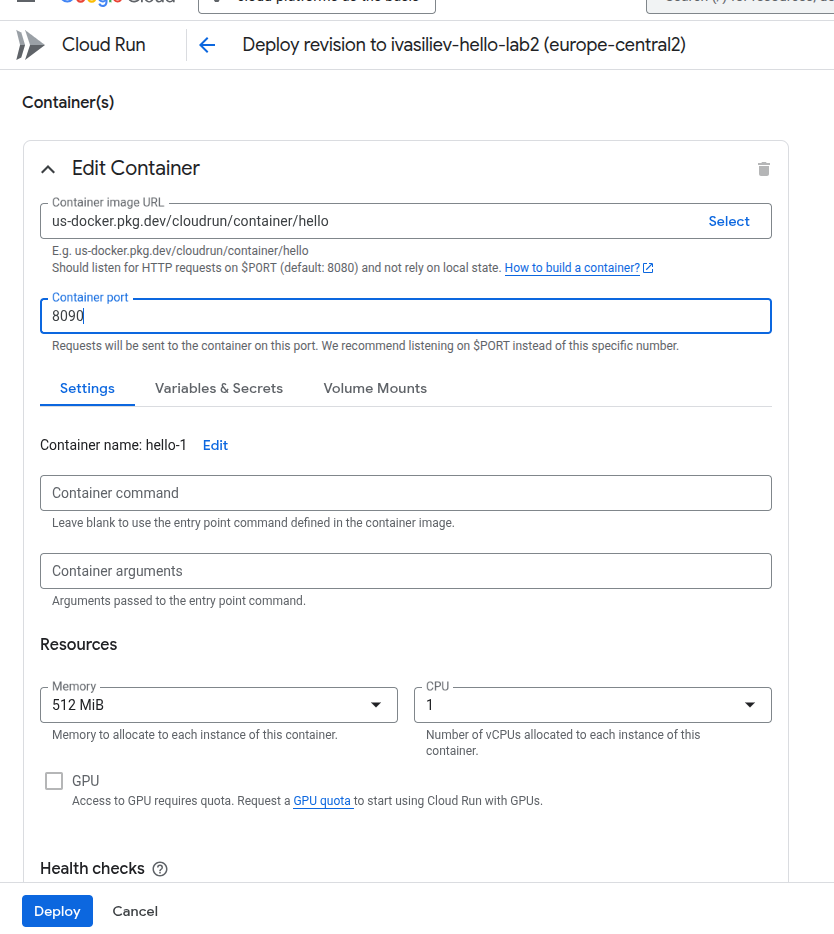 Google Cloud
cloud platforms as the basis
Search (/) for resources,
Cloud Run
Deploy revision to ivasiliev-hello-lab2 (europe-central2)
Container(s)
Edit Container
Container image URL
us-docker.pkg.dev/cloudrun/container/hello
Select
E.g. us-docker.pkg.dev/cloudrun/container/hello
Should listen for HTTP requests on $PORT (default: 8080) and not rely on local state. How to build a container?
Container port
8090
Requests will be sent to the container on this port. We recommend listening on $PORT instead of this specific number.
Settings
Variables & Secrets
Volume Mounts
Container name: hello-1
Edit
Container command
Leave blank to use the entry point command defined in the container image.
Container arguments
Arguments passed to the entry point command.
Resources
Memory
512 MiB
Memory to allocate to each instance of this container.
CPU
1
Number of vCPUs allocated to each instance of this
container.
GPU
Access to GPU requires quota. Request a GPU quota to start using Cloud Run with GPUs.
Health checks
Deploy
Cancel